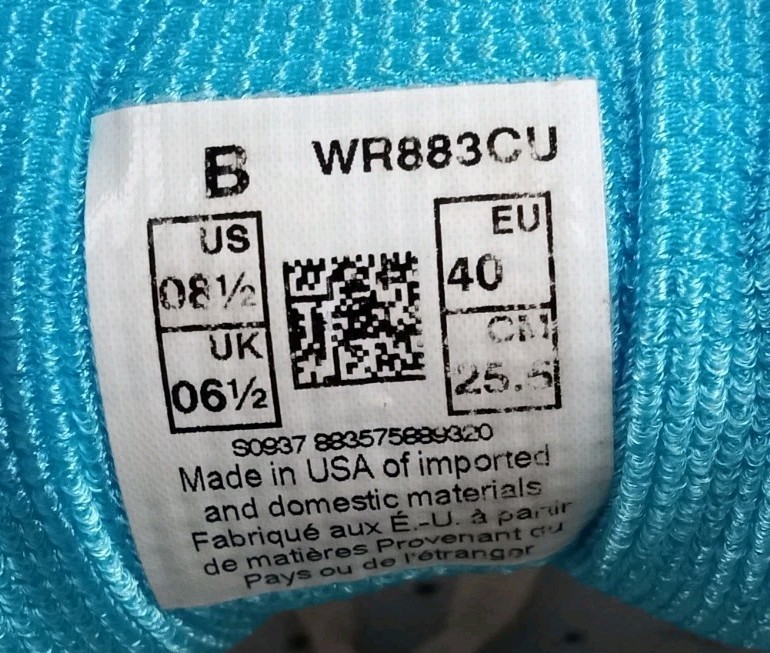 B WR883CU
US
08½
UK
06½
EU
40
CM
25.5
S0937 883575889320
Made in USA of imported
and domestic materials
Fabriqué aux É.-U. à partir
de matières Provenant du
Pays ou de l'étranger